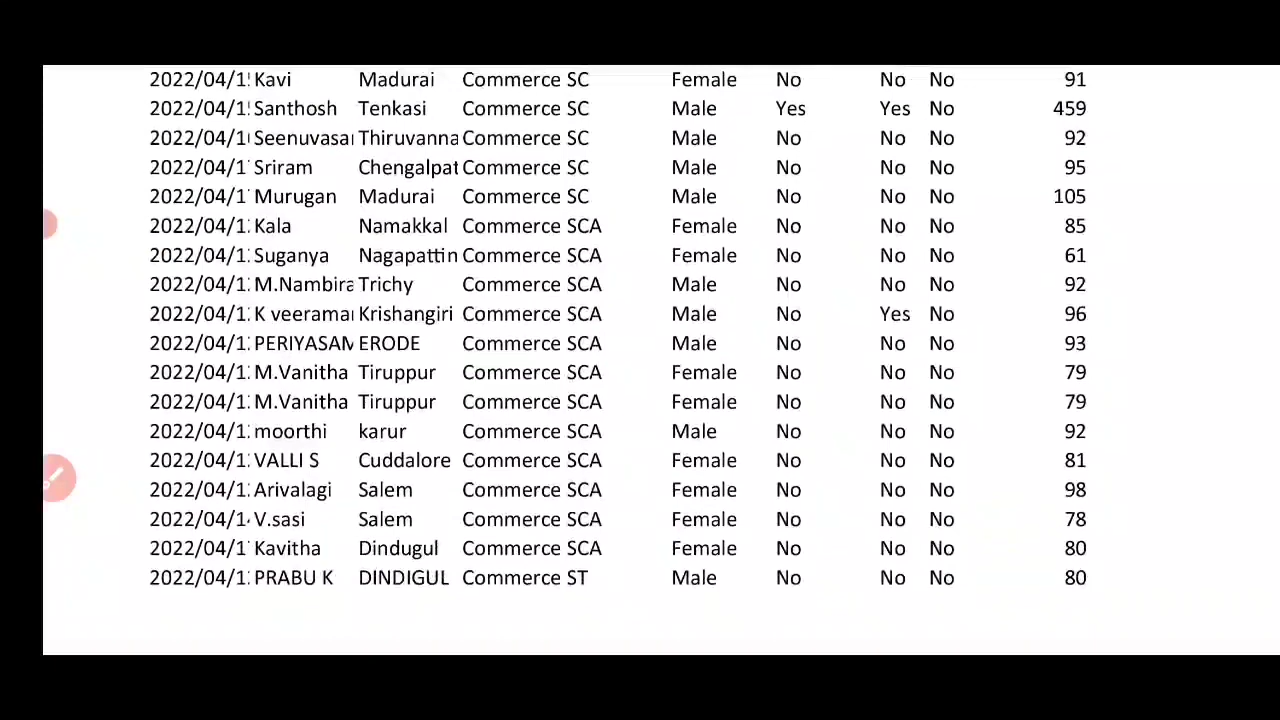 2022/04/1 Kavi Madurai Commerce SC Female No No No 91
2022/04/1 Santhosh Tenkasi Commerce SC Male Yes Yes No 459
2022/04/1 Seenuvasa Thiruvanna Commerce SC Male No No No 92
2022/04/1 Sriram Chengalpat Commerce SC Male No No No 95
2022/04/1 Murugan Madurai Commerce SC Male No No No 105
2022/04/1 Kala Namakkal Commerce SCA Female No No No 85
2022/04/1 Suganya Nagapattin Commerce SCA Female No No No 61
2022/04/1 M.Nambira Trichy Commerce SCA Male No No No 92
2022/04/1 K veerama Krishangiri Commerce SCA Male No Yes No 96
2022/04/1 PERIYASAM ERODE Commerce SCA Male No No No 93
2022/04/1 M.Vanitha Tiruppur Commerce SCA Female No No No 79
2022/04/1 M.Vanitha Tiruppur Commerce SCA Female No No No 79
2022/04/1 moorthi karur Commerce SCA Male No No No 92
2022/04/1 VALLI S Cuddalore Commerce SCA Female No No No 81
2022/04/1 Arivalagi Salem Commerce SCA Female No No No 98
2022/04/1 V.sasi Salem Commerce SCA Female No No No 78
2022/04/1 Kavitha Dindugul Commerce SCA Female No No No 80
2022/04/1 PRABU K DINDIGUL Commerce ST Male No No No 80